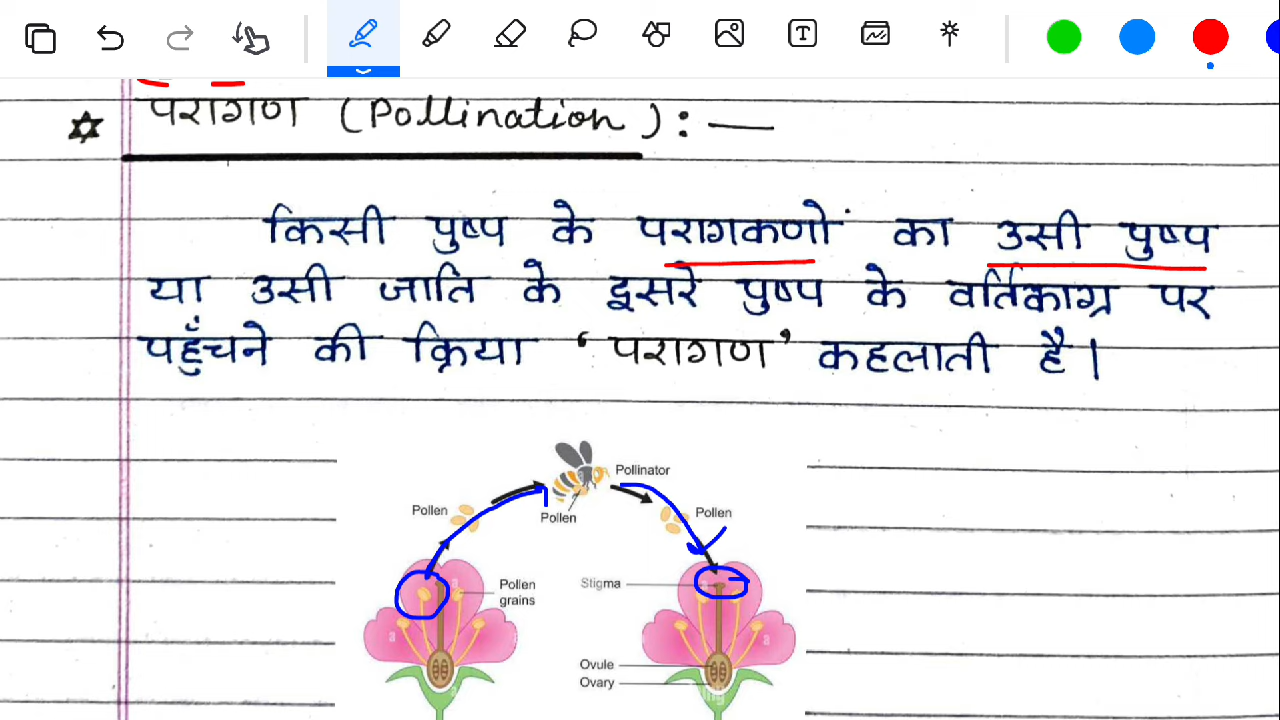 परागण (Pollination) : —
किसी पुष्प के परागकणों का उसी पुष्प
या उसी जाति के दूसरे पुष्प के वर्तिकाग्र पर
पहुँचने की क्रिया ‘परागण’ कहलाती है।
Pollinator
Pollen
Pollen
Pollen
Pollen
grains
Stigma
Ovule
Ovary